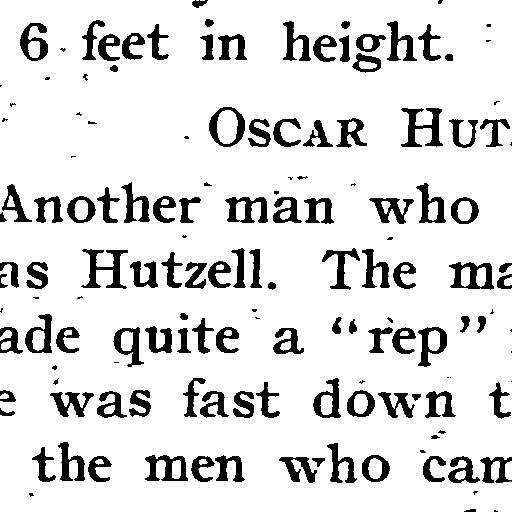 6 feet in height.
OSCAR HUT
Another man who
as Hutzell. The ma
ade quite a "rep"
e was fast down t
the men who cam